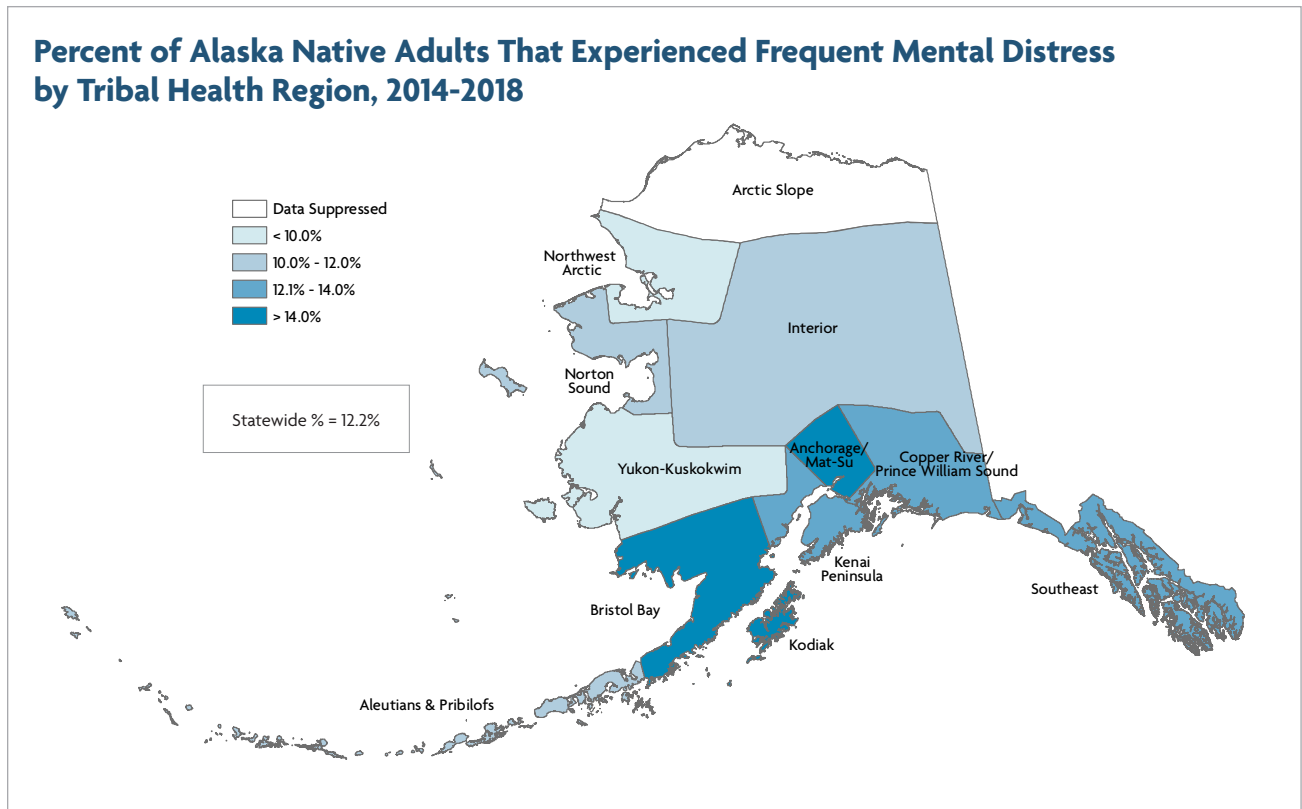 Percent of Alaska Native Adults That Experienced Frequent Mental Distress
by Tribal Health Region, 2014-2018
Arctic Slope
Data Suppressed
< 10.0%
10.0% - 12.0%
12.1% - 14.0%
> 14.0%
Northwest
Arctic
Interior
Norton
Sound
Statewide % = 12.2%
Anchorage/
Mat-Su
Copper River/
Prince William Sound
Yukon-Kuskokwim
Kenai
Peninsula
Southeast
Bristol Bay
Kodiak
Aleutians & Pribilofs